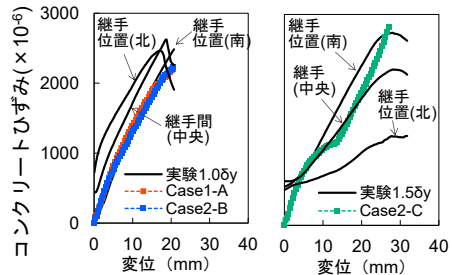 コンクリートひずみ(×10⁻⁶)
3000
2000
1000
0
継手
位置(北)
継手
位置(南)
継手間
(中央)
実験1.0δy
Case1-A
Case2-B
0 10 20 30 40
変位（mm）
継手
位置(南)
継手
(中央)
継手
位置(北)
実験1.5δy
Case2-C
0 10 20 30 40
変位（mm）